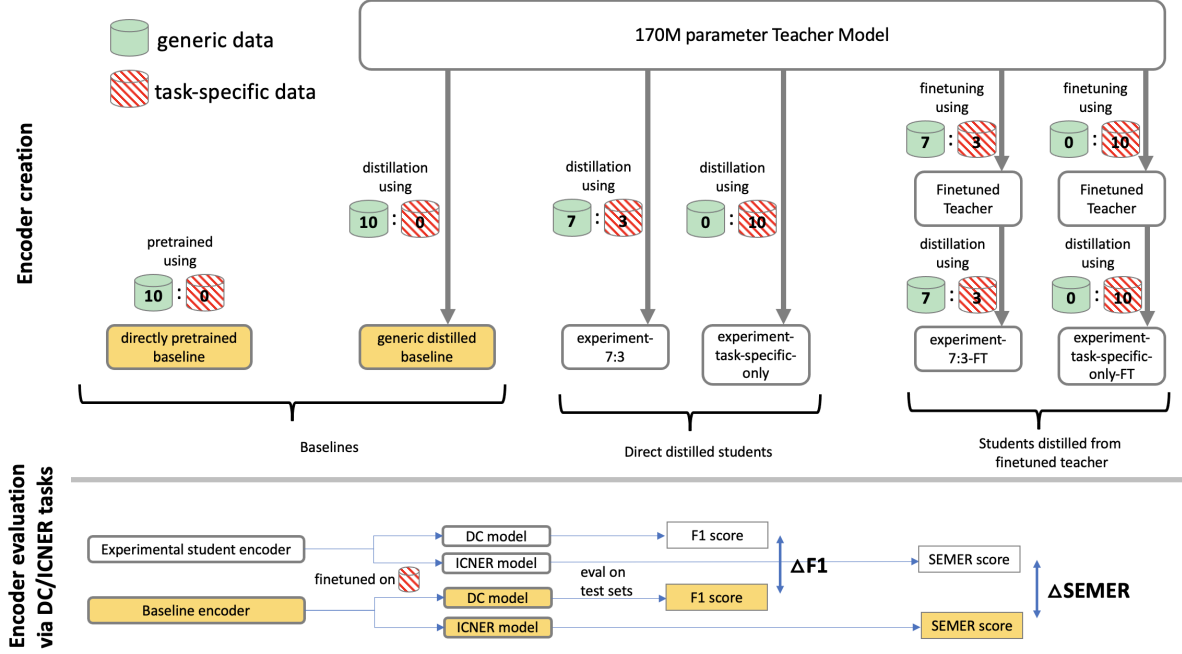 generic data
task-specific data
170M parameter Teacher Model
Encoder creation
pretrained
using
10 : 0
directly pretrained
baseline
distillation
using
10 : 0
generic distilled
baseline
Baselines
distillation
using
7 : 3
experiment-
7:3
distillation
using
0 : 10
experiment-
task-specific-
only
Direct distilled students
finetuning
using
7 : 3
Finetuned
Teacher
distillation
using
7 : 3
experiment-
7:3-FT
finetuning
using
0 : 10
Finetuned
Teacher
distillation
using
0 : 10
experiment-
task-specific-
only-FT
Students distilled from
finetuned teacher
Encoder evaluation
via DC/ICNER tasks
Experimental student encoder
DC model
F1 score
ICNER model
SEMER score
finetuned on
eval on
test sets
△F1
Baseline encoder
DC model
F1 score
ICNER model
SEMER score
△SEMER